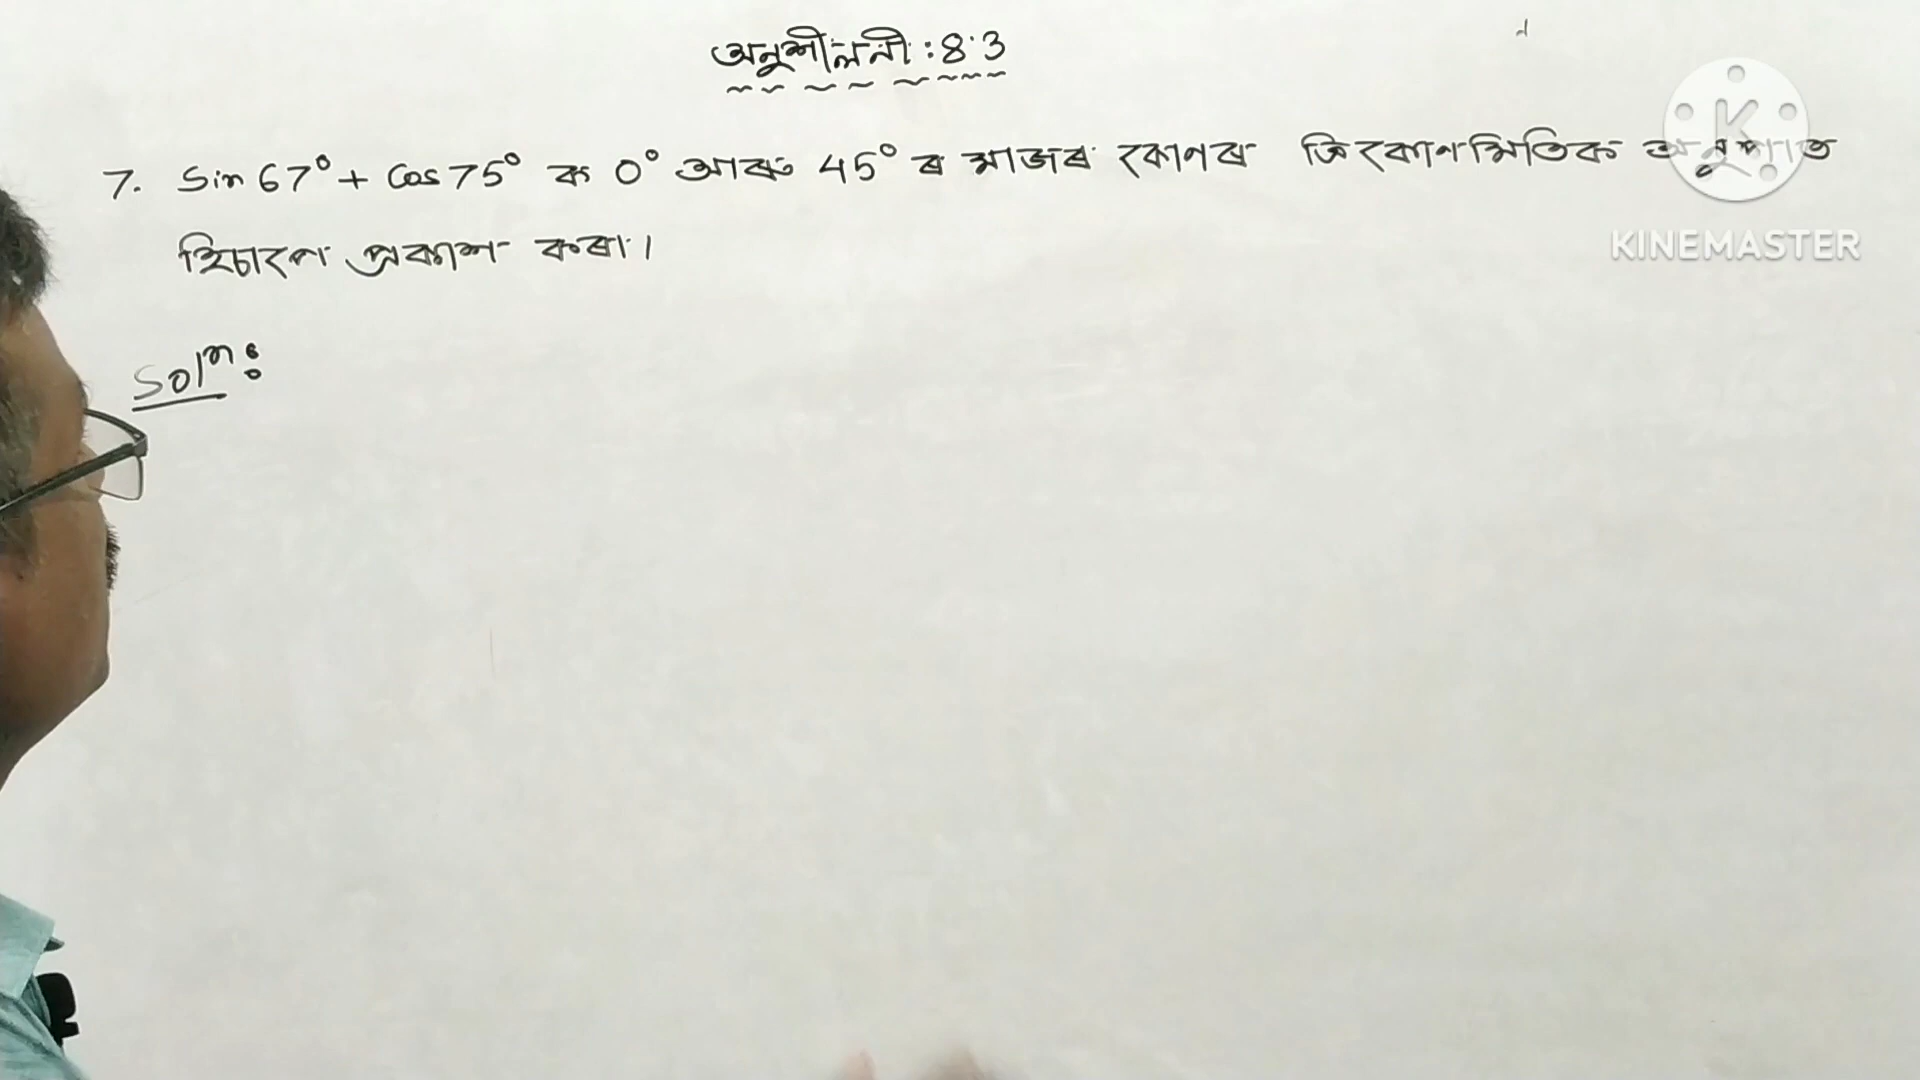 অনুশীলনী : 8.3
7. Sin 67° + Cos 75° ক 0° আৰু 45° ৰ মাজৰ কোণৰ ত্ৰিকোণমিতিক অনুপাত
হিচাপে প্ৰকাশ কৰা।
Solⁿ:
KINEMASTER